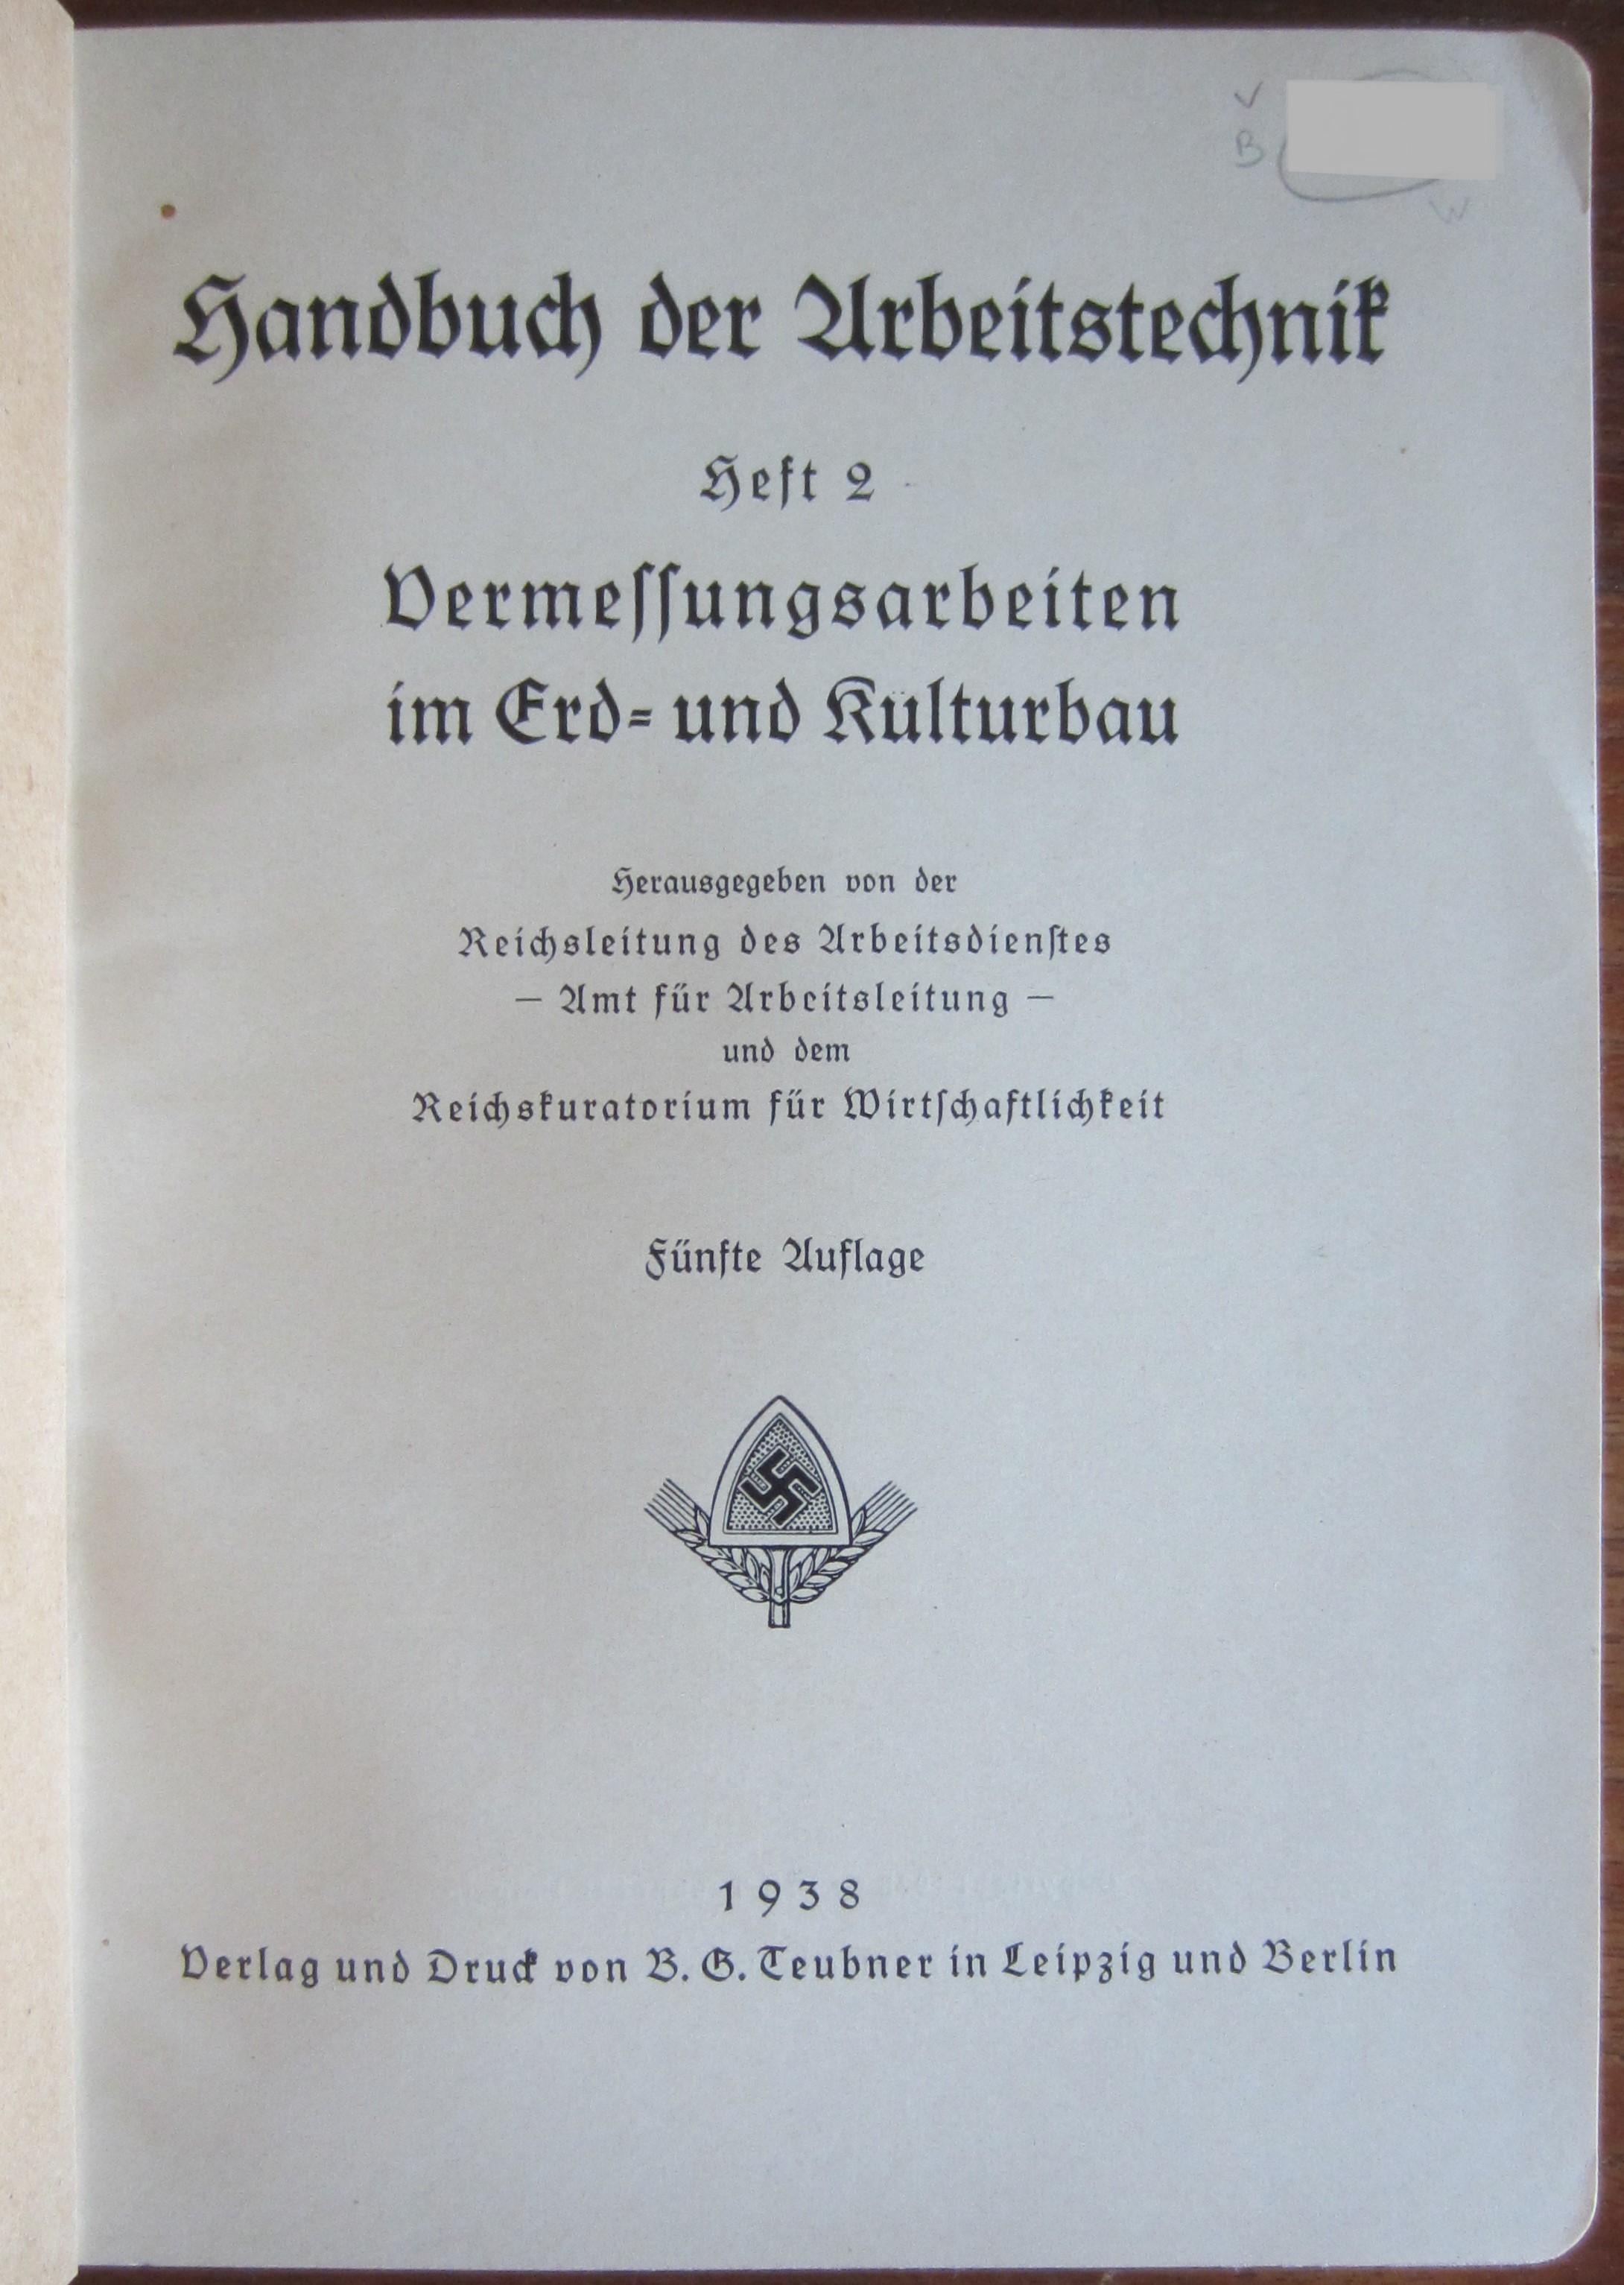 V
B
W
Handbuch der Arbeitstechnik
Heft 2
Vermeſſungsarbeiten
im Erd- und Kulturbau
Herausgegeben von der
Reichsleitung des Arbeitsdienſtes
– Amt für Arbeitsleitung –
und dem
Reichskuratorium für Wirtſchaftlichkeit
Fünfte Auflage
1938
Verlag und Druck von B. G. Teubner in Leipzig und Berlin